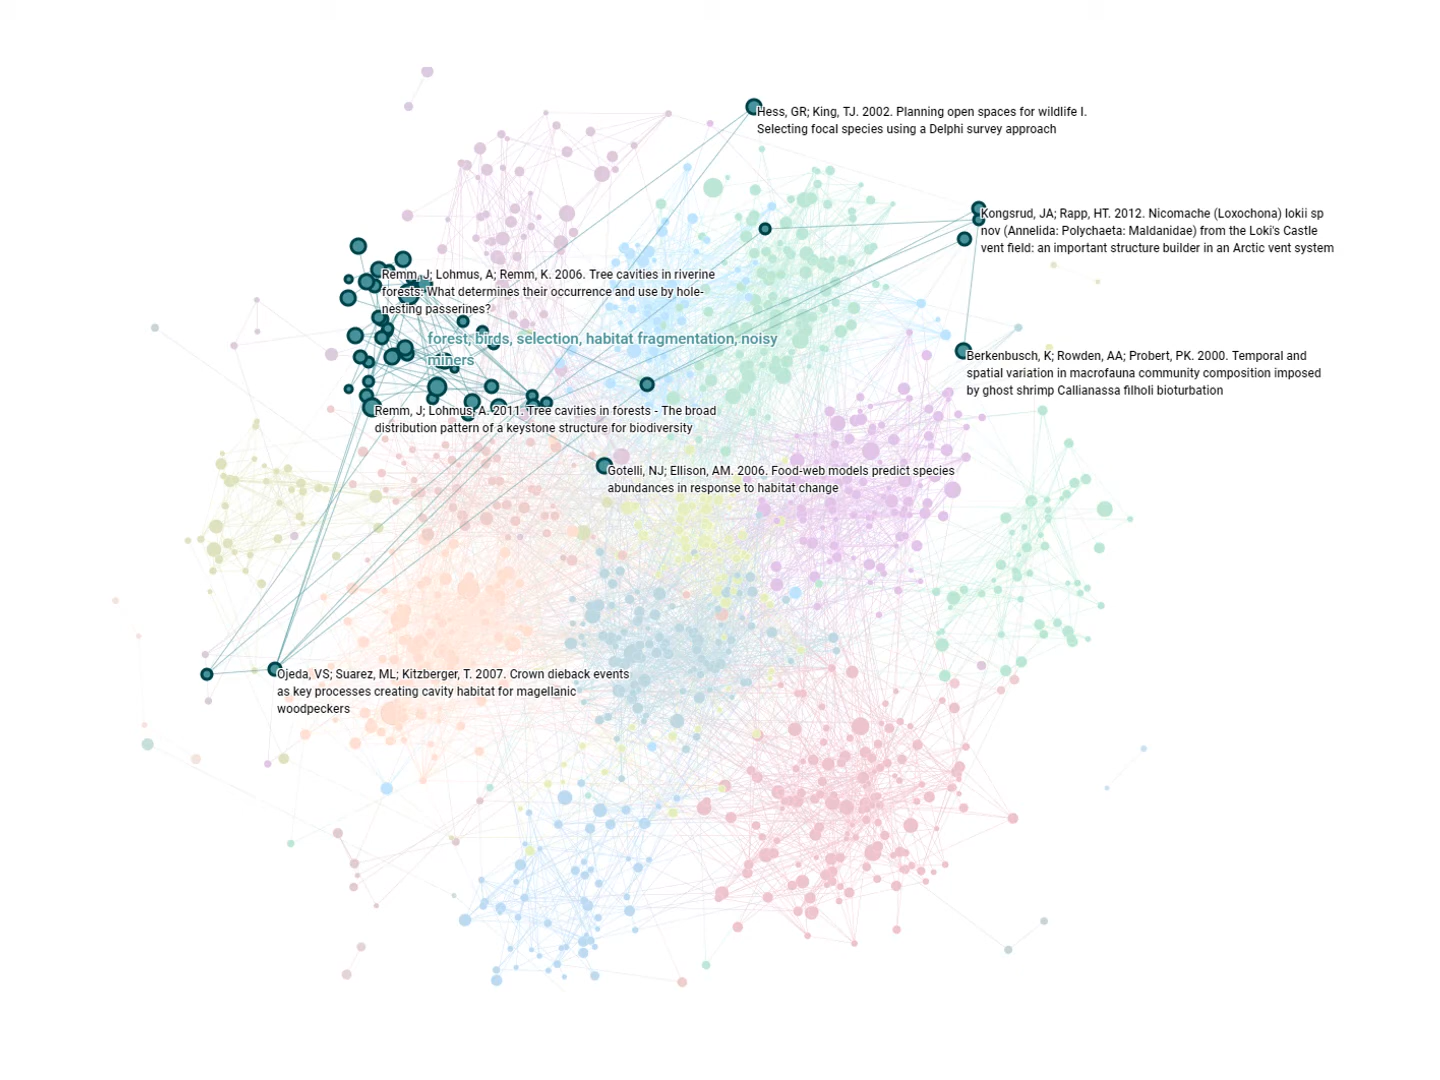 Hess, GR; King, TJ. 2002. Planning open spaces for wildlife I.
Selecting focal species using a Delphi survey approach
Kongsrud, JA; Rapp, HT. 2012. Nicomache (Loxochona) lokii sp
nov (Annelida: Polychaeta: Maldanidae) from the Loki's Castle
vent field: an important structure builder in an Arctic vent system
Remm, J; Lohmus, A; Remm, K. 2006. Tree cavities in riverine
forests: What determines their occurrence and use by hole-
nesting passerines?
forest, birds, selection, habitat fragmentation, noisy
miners
Berkenbusch, K; Rowden, AA; Probert, PK. 2000. Temporal and
spatial variation in macrofauna community composition imposed
by ghost shrimp Callianassa filholi bioturbation
Remm, J; Lohmus, A. 2011. Tree cavities in forests - The broad
distribution pattern of a keystone structure for biodiversity
Gotelli, NJ; Ellison, AM. 2006. Food-web models predict species
abundances in response to habitat change
Ojeda, VS; Suarez, ML; Kitzberger, T. 2007. Crown dieback events
as key processes creating cavity habitat for magellanic
woodpeckers